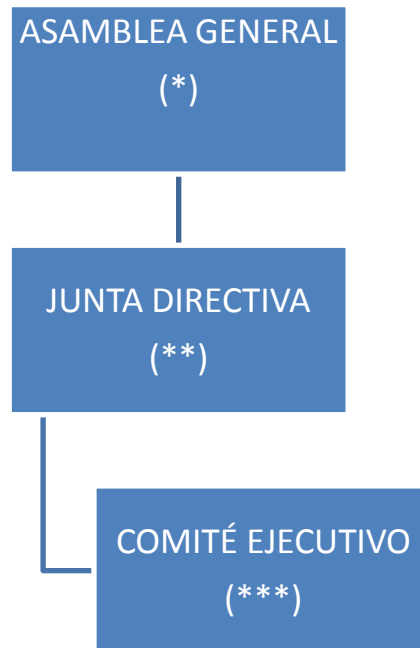 ASAMBLEA GENERAL
(*)
JUNTA DIRECTIVA
(**)
COMITÉ EJECUTIVO
(***)